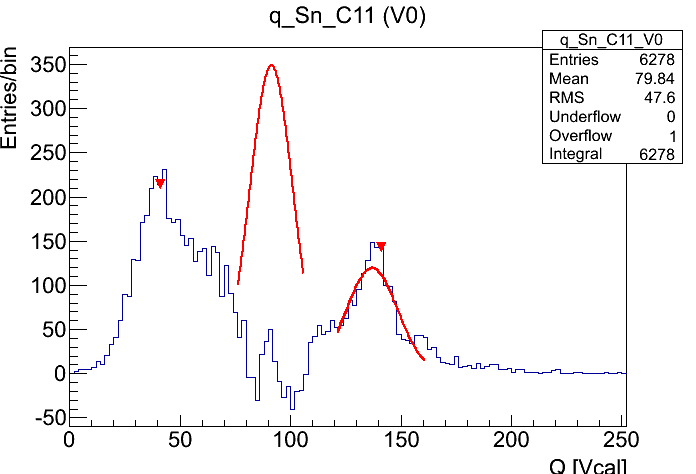 q_Sn_C11 (V0)
q_Sn_C11_V0
Entries 6278
Mean 79.84
RMS 47.6
Underflow 0
Overflow 1
Integral 6278
Entries/bin
350
300
250
200
150
100
50
0
-50
0 50 100 150 200 250
Q [Vcal]